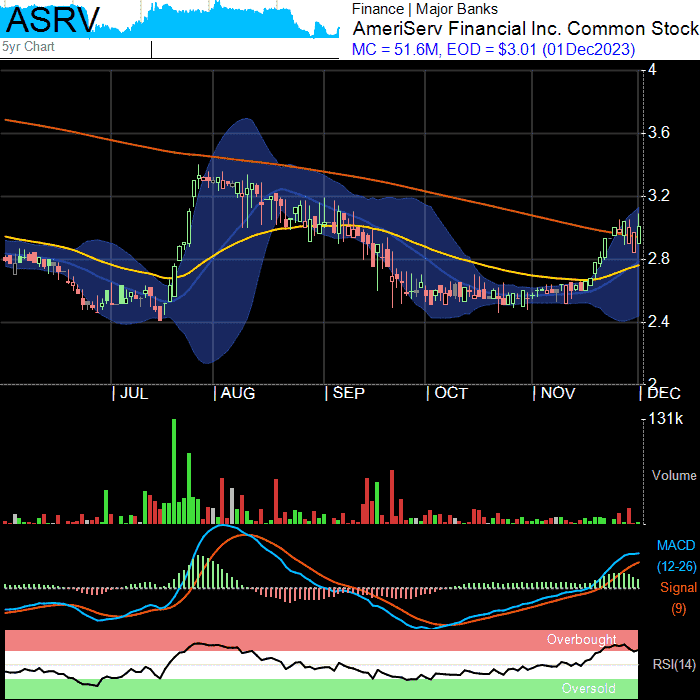 ASRV
5yr Chart
Finance | Major Banks
AmeriServ Financial Inc. Common Stock
MC = 51.6M, EOD = $3.01 (01Dec2023)
4
3.6
3.2
2.8
2.4
2
JUL
AUG
SEP
OCT
NOV
DEC
131k
Volume
MACD
(12-26)
Signal
(9)
Overbought
RSI(14)
Oversold